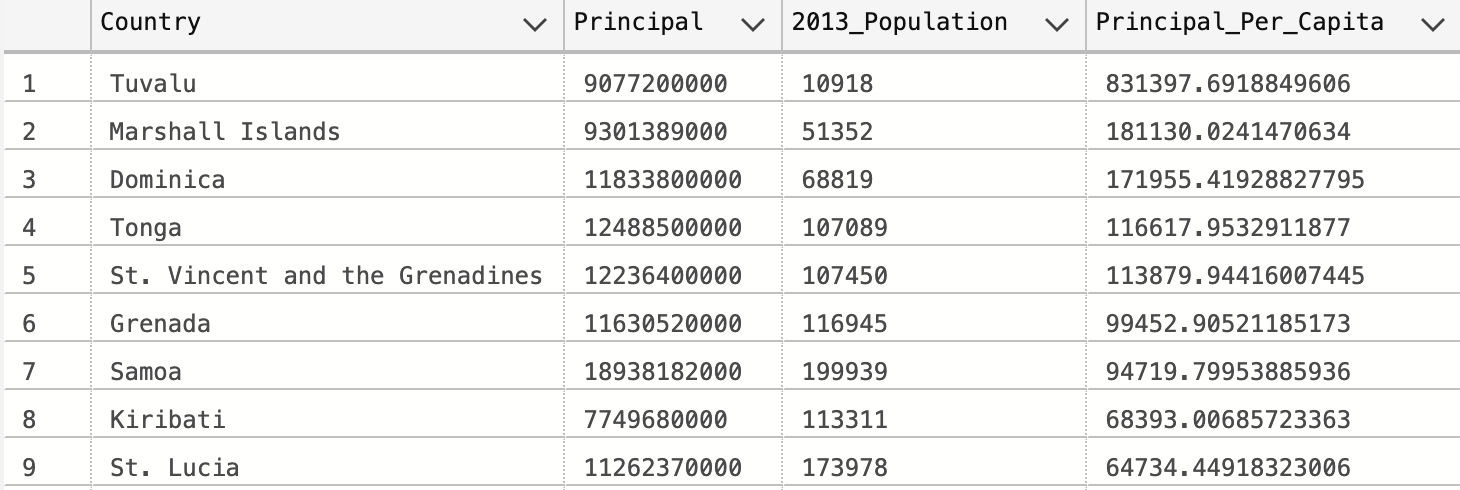 Country Principal 2013_Population Principal_Per_Capita
1 Tuvalu 9077200000 10918 831397.6918849606
2 Marshall Islands 9301389000 51352 181130.0241470634
3 Dominica 11833800000 68819 171955.41928827795
4 Tonga 12488500000 107089 116617.9532911877
5 St. Vincent and the Grenadines 12236400000 107450 113879.94416007445
6 Grenada 11630520000 116945 99452.90521185173
7 Samoa 18938182000 199939 94719.79953885936
8 Kiribati 7749680000 113311 68393.00685723363
9 St. Lucia 11262370000 173978 64734.44918323006